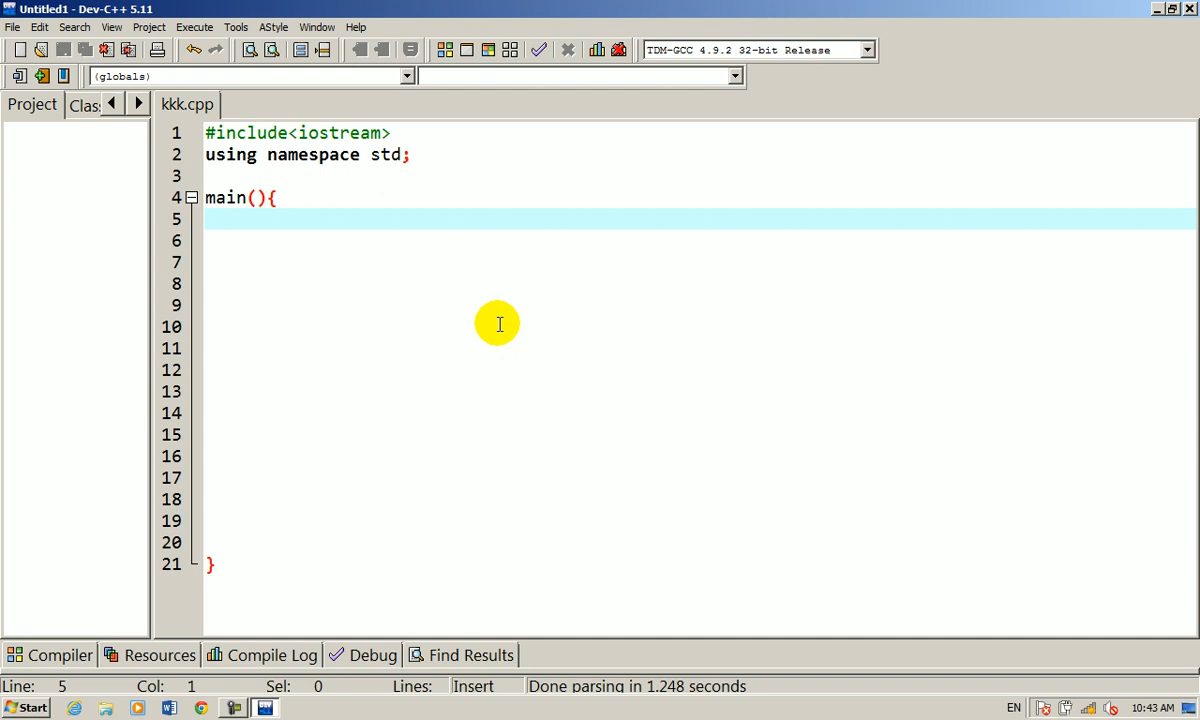 Untitled1 - Dev-C++ 5.11
File Edit Search View Project Execute Tools AStyle Window Help
TDM-GCC 4.9.2 32-bit Release
(globals)
Project Clas kkk.cpp
1 #include<iostream>
2 using namespace std;
3
4 main(){
5
6
7
8
9
10
11
12
13
14
15
16
17
18
19
20
21 }
Compiler Resources Compile Log Debug Find Results
Line: 5 Col: 1 Sel: 0 Lines: Insert Done parsing in 1.248 seconds
Start EN 10:43 AM